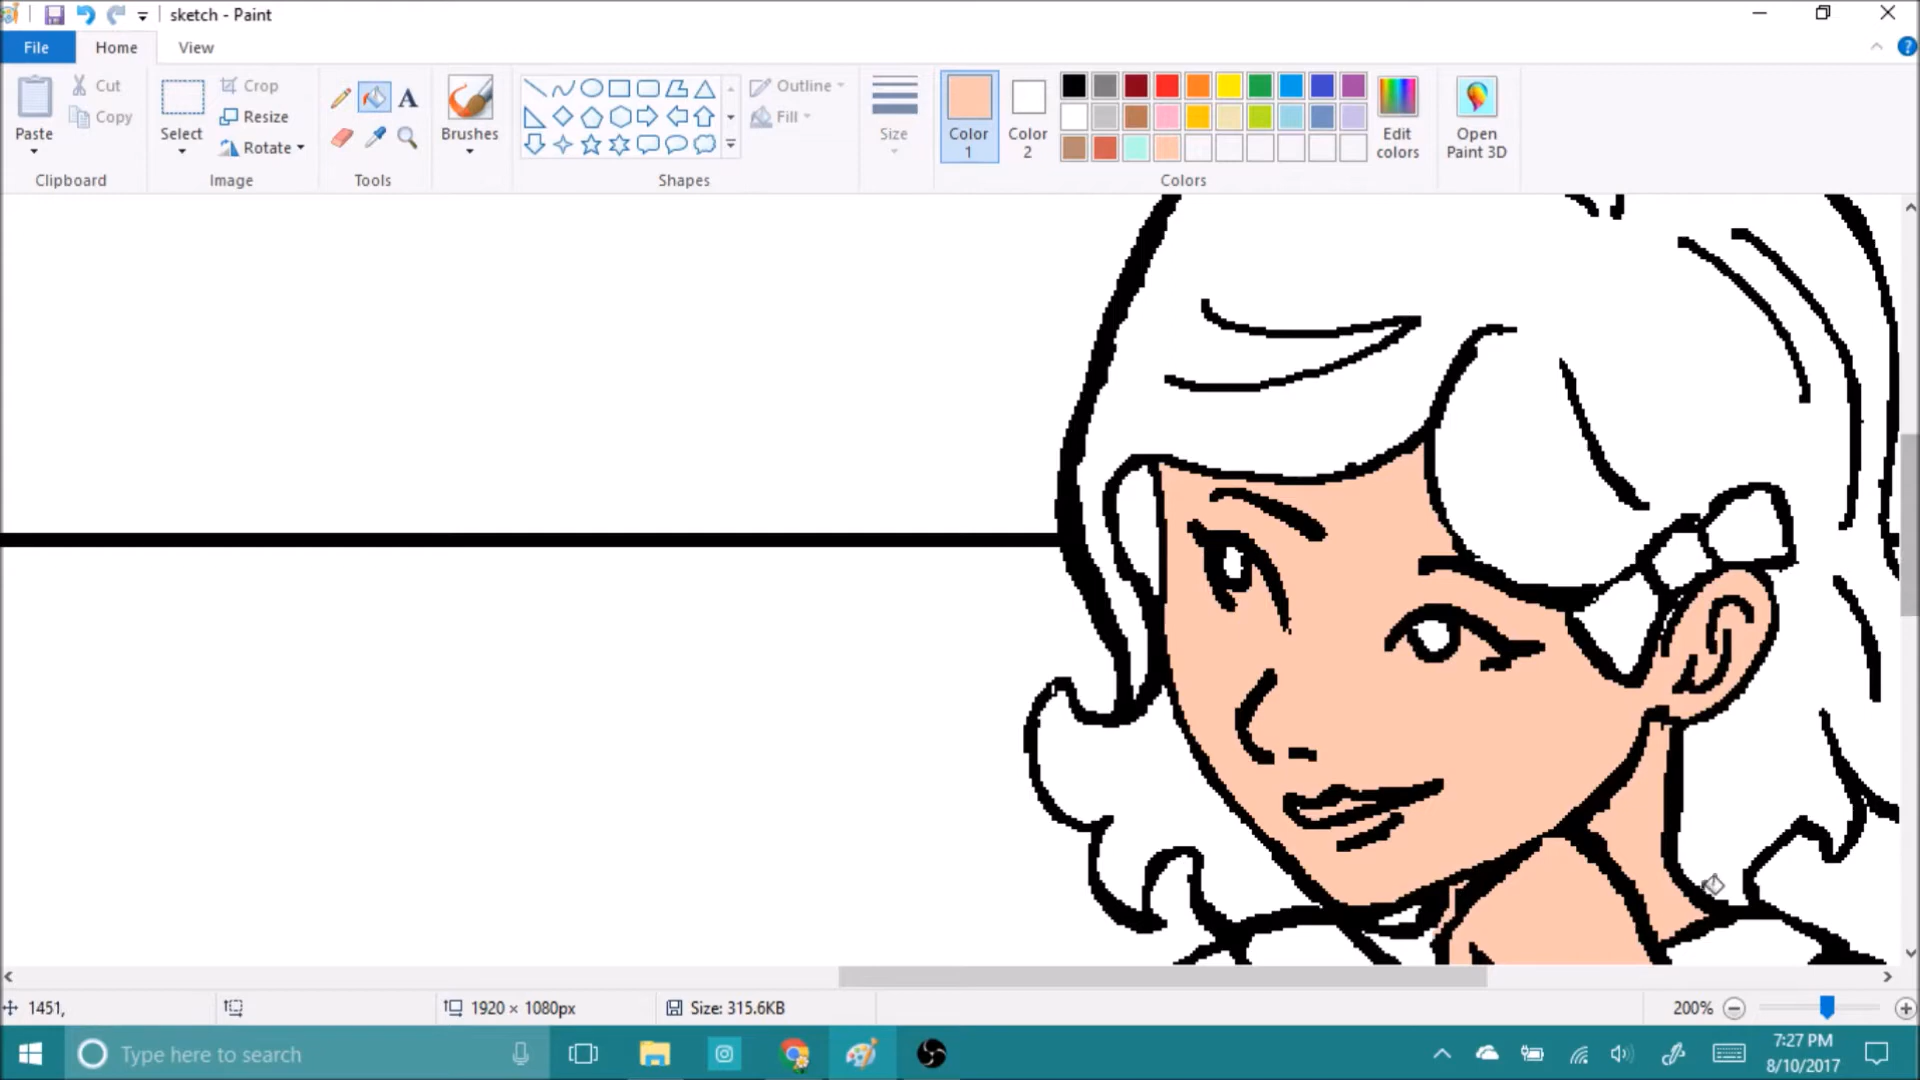 sketch - Paint
File Home View
Paste
Cut
Copy
Clipboard
Select
Crop
Resize
Rotate
Image
A
Tools
Brushes
Shapes
Outline
Fill
Size
Color 1
Color 2
Colors
Edit colors
Open Paint 3D
1451,
1920 × 1080px
Size: 315.6KB
200%
Type here to search
7:27 PM
8/10/2017